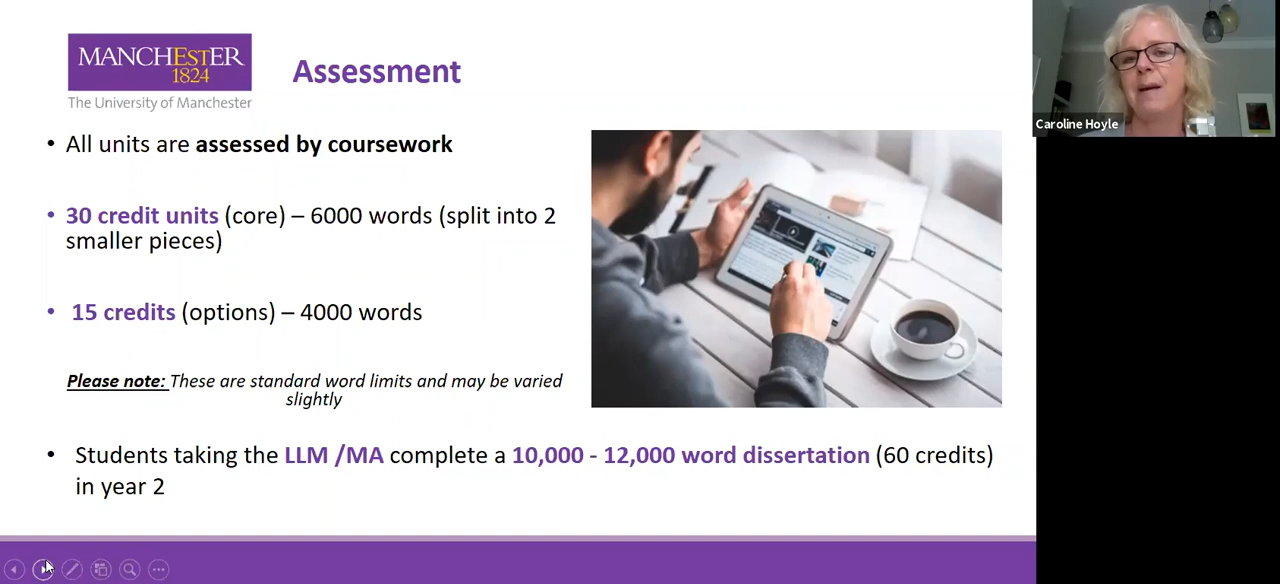 MANCHESTER
1824
The University of Manchester
Assessment
Caroline Hoyle
• All units are assessed by coursework
• 30 credit units (core) – 6000 words (split into 2
smaller pieces)
• 15 credits (options) – 4000 words
Please note: These are standard word limits and may be varied
slightly
• Students taking the LLM /MA complete a 10,000 - 12,000 word dissertation (60 credits)
in year 2